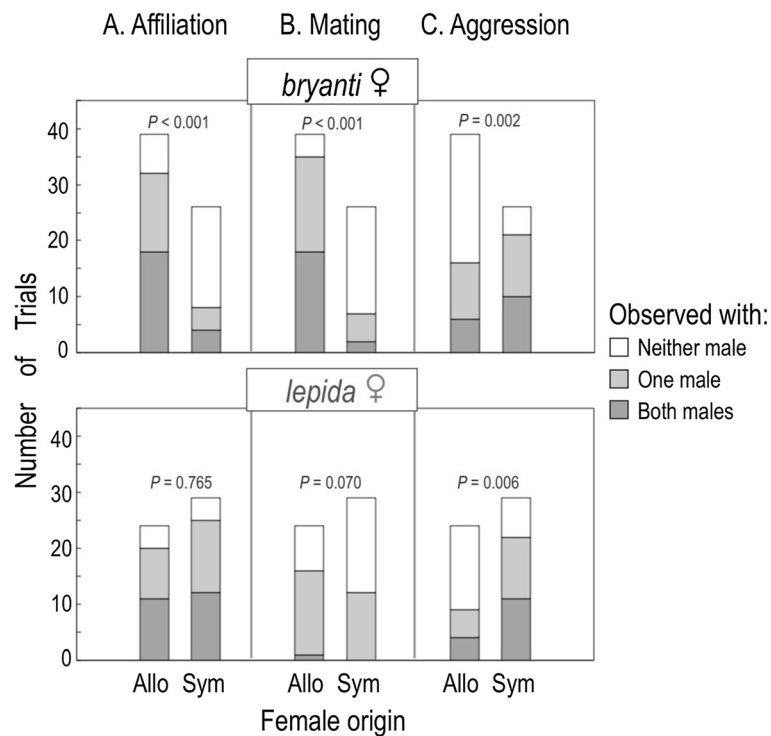 A. Affiliation B. Mating C. Aggression
bryanti ♀
P < 0.001 P < 0.001 P = 0.002
40
30
20
10
0
lepida ♀
P = 0.765 P = 0.070 P = 0.006
40
30
20
10
0
Number of Trials
Allo Sym Allo Sym Allo Sym
Female origin
Observed with:
Neither male
One male
Both males